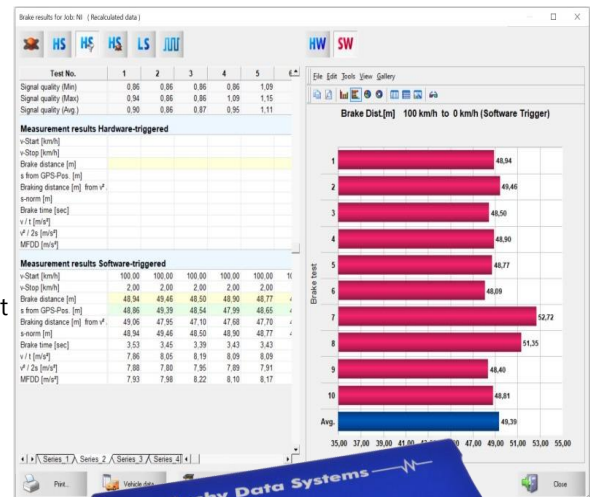 Brake results for Job: NI ( Recalculated data )
HS HS HS LS HW SW
Test No. 1 2 3 4 5
Signal quality (Min) 0,86 0,86 0,86 0,86 1,09
Signal quality (Max) 0,94 0,86 0,86 1,09 1,15
Signal quality (Avg.) 0,90 0,86 0,87 0,95 1,11
Measurement results Hardware-triggered
v-Start [km/h]
v-Stop [km/h]
Brake distance [m]
s from GPS-Pos. [m]
Braking distance [m] from v²
s-norm [m]
Brake time [sec]
v / t [m/s²]
v² / 2s [m/s²]
MFDD [m/s²]
Measurement results Software-triggered
v-Start [km/h] 100,00 100,00 100,00 100,00 100,00 10
v-Stop [km/h] 2,00 2,00 2,00 2,00 2,00
Brake distance [m] 48,94 49,46 48,50 48,90 48,77
s from GPS-Pos. [m] 48,86 49,39 48,54 47,99 48,65
Braking distance [m] from v² 49,06 47,95 47,10 47,68 47,70
s-norm [m] 48,94 49,46 48,50 48,90 48,77
Brake time [sec] 3,53 3,45 3,39 3,43 3,43
v / t [m/s²] 7,86 8,05 8,19 8,09 8,09
v² / 2s [m/s²] 7,88 7,80 7,95 7,89 7,91
MFDD [m/s²] 7,93 7,98 8,22 8,10 8,17
Series_1 Series_2 Series_3 Series_4
Print... Vehicle data
File Edit Tools View Gallery
Brake Dist.[m] 100 km/h to 0 km/h (Software Trigger)
Brake test
1 48,94
2 49,46
3 48,50
4 48,90
5 48,77
6 48,09
7 52,72
8 51,35
9 48,40
10 48,81
Avg. 49,39
35,00 37,00 39,00 41,00 49,00 51,00 53,00 55,00
Close
t
Data Systems